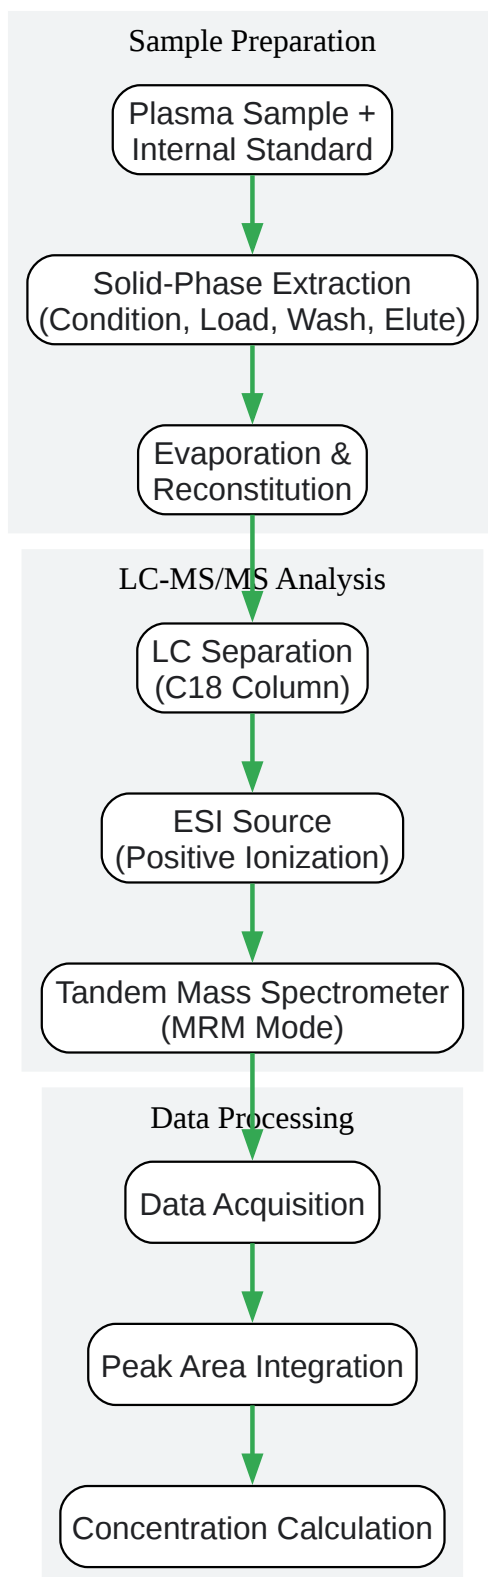 Sample Preparation
Plasma Sample +
Internal Standard
Solid-Phase Extraction
(Condition, Load, Wash, Elute)
Evaporation &
Reconstitution
LC-MS/MS Analysis
LC Separation
(C18 Column)
ESI Source
(Positive Ionization)
Tandem Mass Spectrometer
(MRM Mode)
Data Processing
Data Acquisition
Peak Area Integration
Concentration Calculation